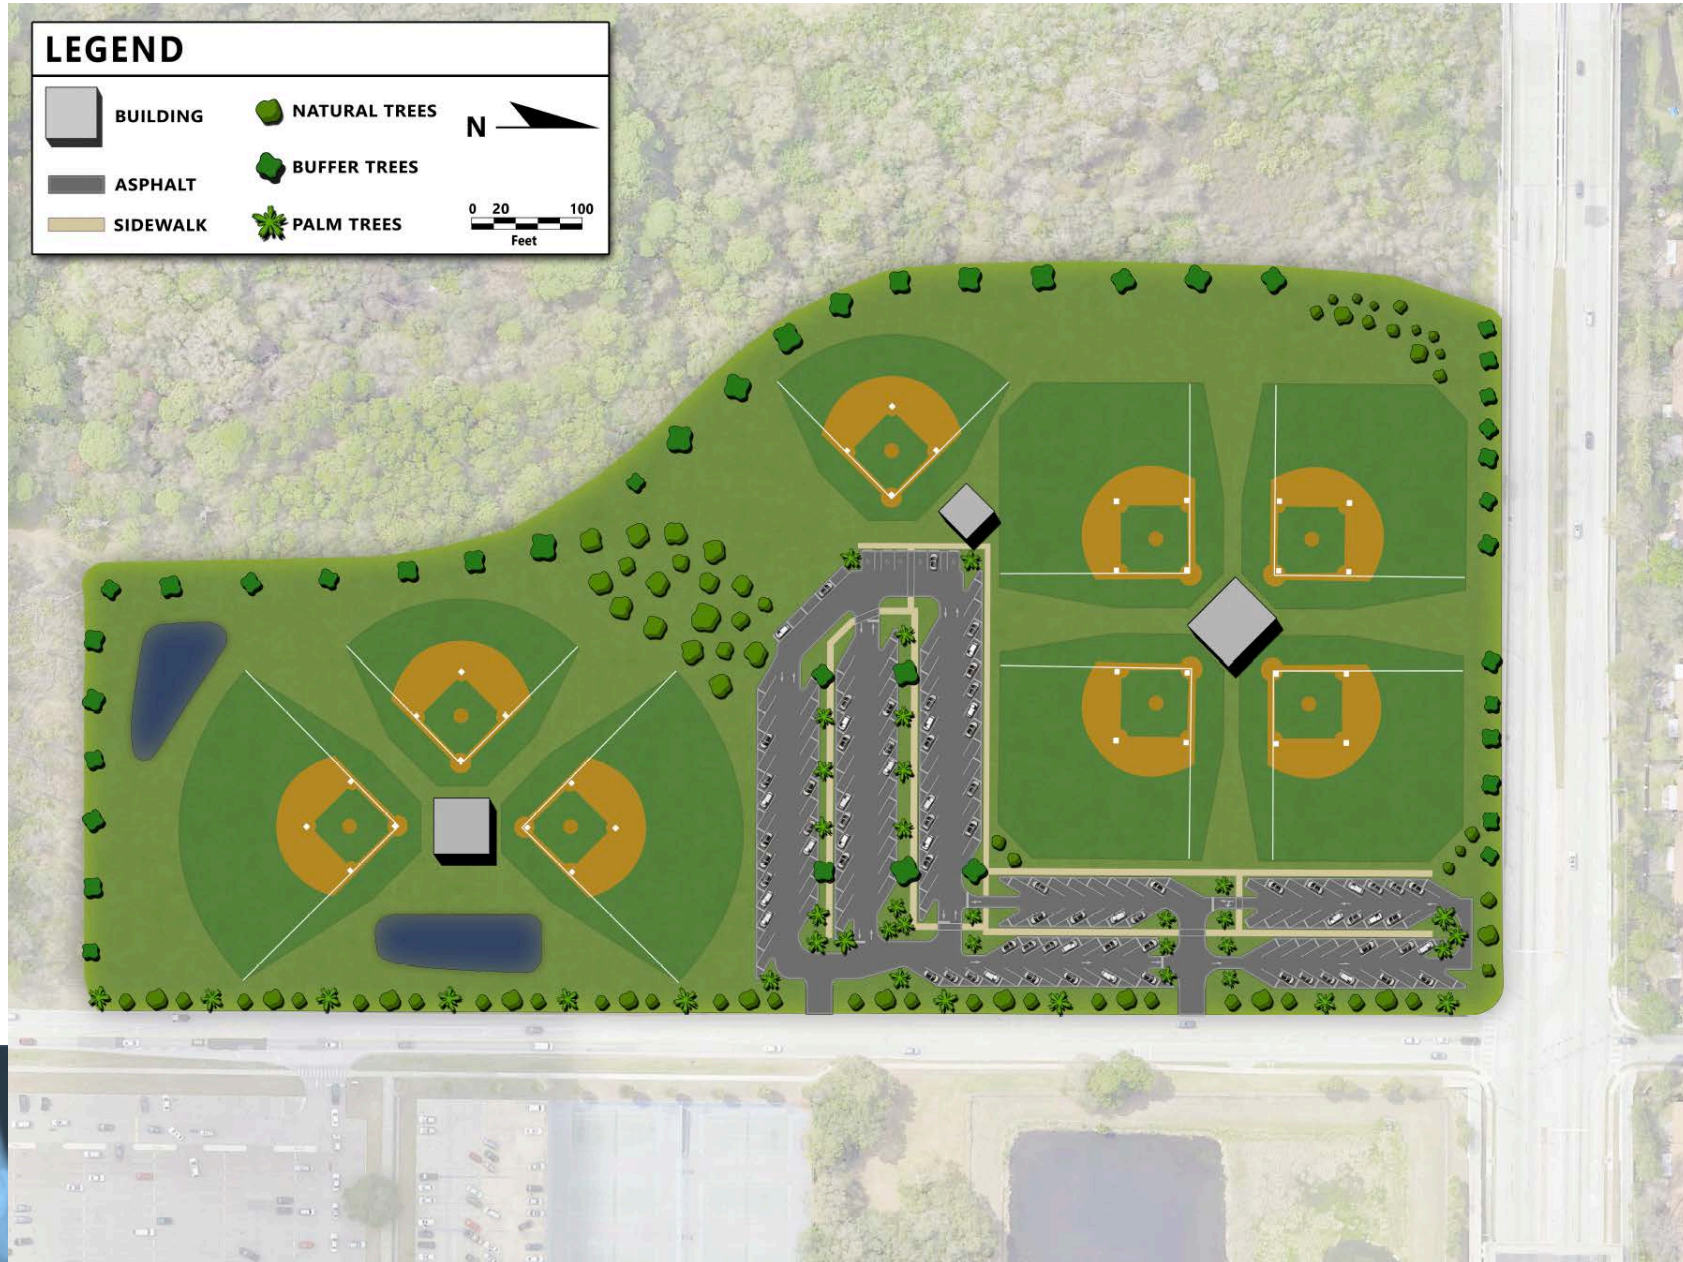 LEGEND
BUILDING
NATURAL TREES
N
BUFFER TREES
ASPHALT
SIDEWALK
PALM TREES
0 20 100
Feet